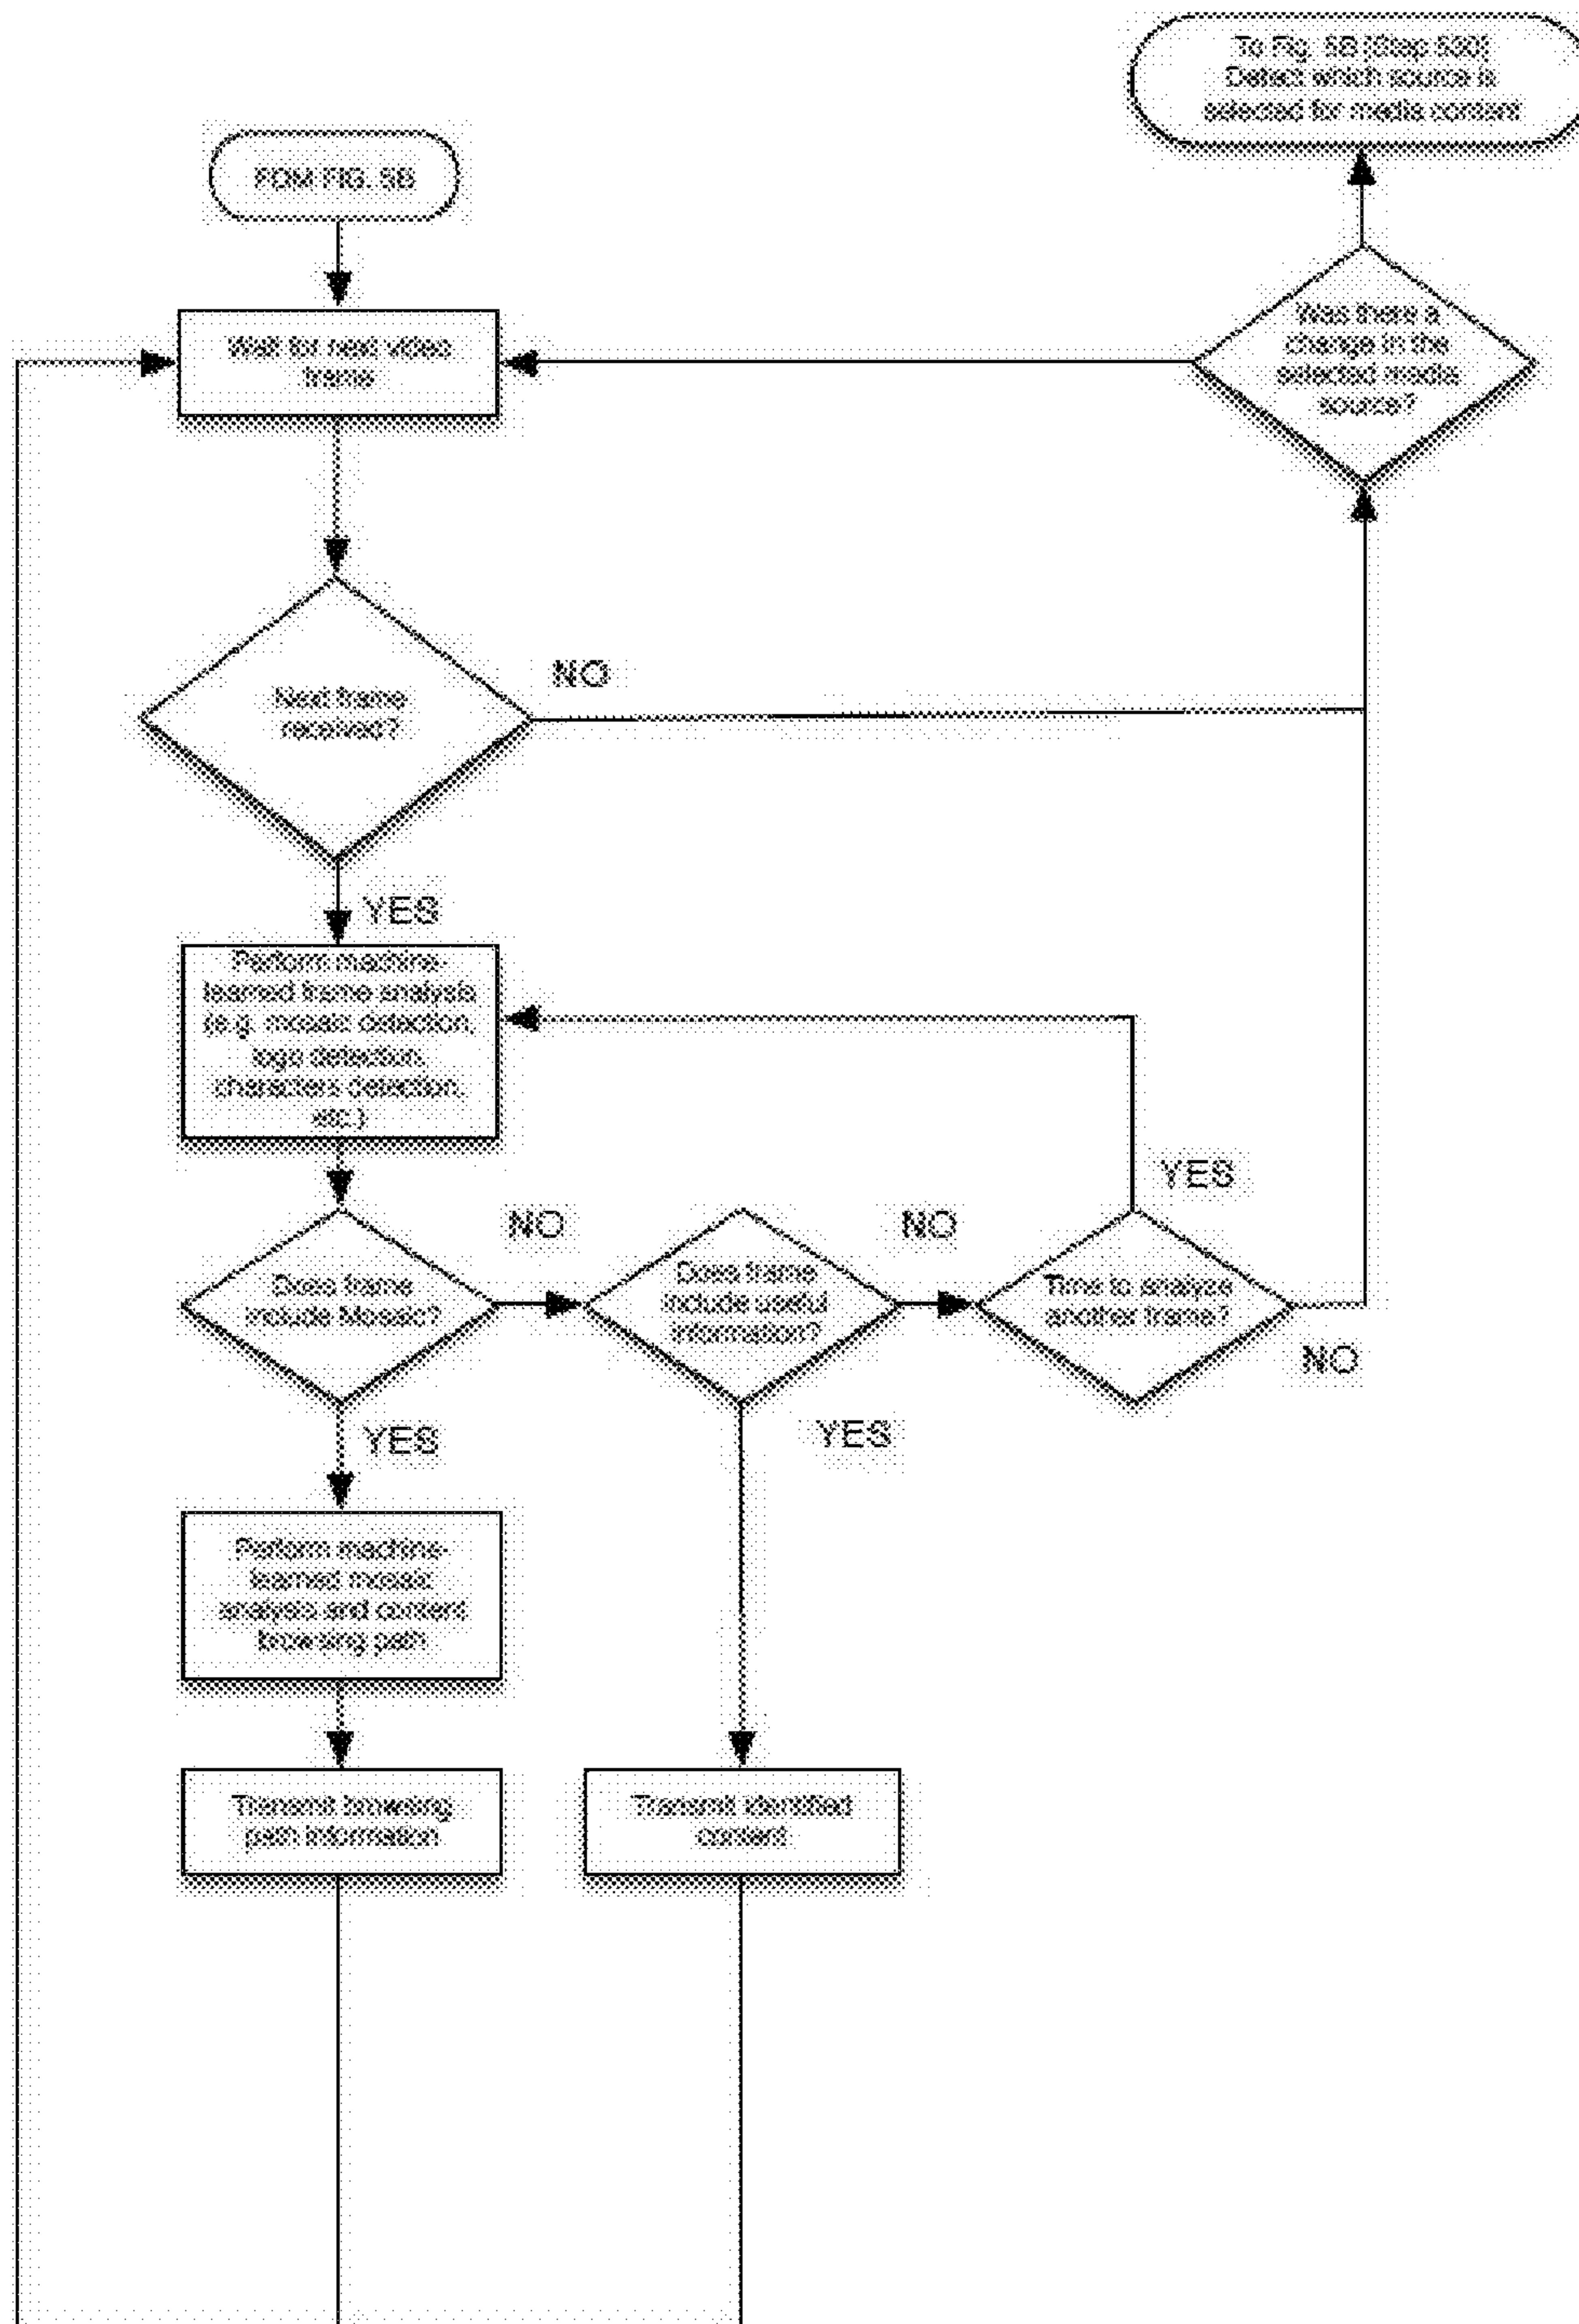 To Fig. 5B (Step 530)
Detect which source is
selected for media content
FOM FIG. 5B
Wait for next video
frame
Was there a
change in the
selected media
source?
Next frame
received?
NO
YES
Perform machine-
learned frame analysis
(e.g. mosaic detection,
logo detection,
characters detection,
etc.)
Does frame
include Mosaic?
NO
Does frame
include useful
information?
NO
Time to analyze
another frame?
YES
NO
YES
YES
Perform machine-
learned mosaic
analysis and content
browsing path
Transmit browsing
path information
Transmit identified
content